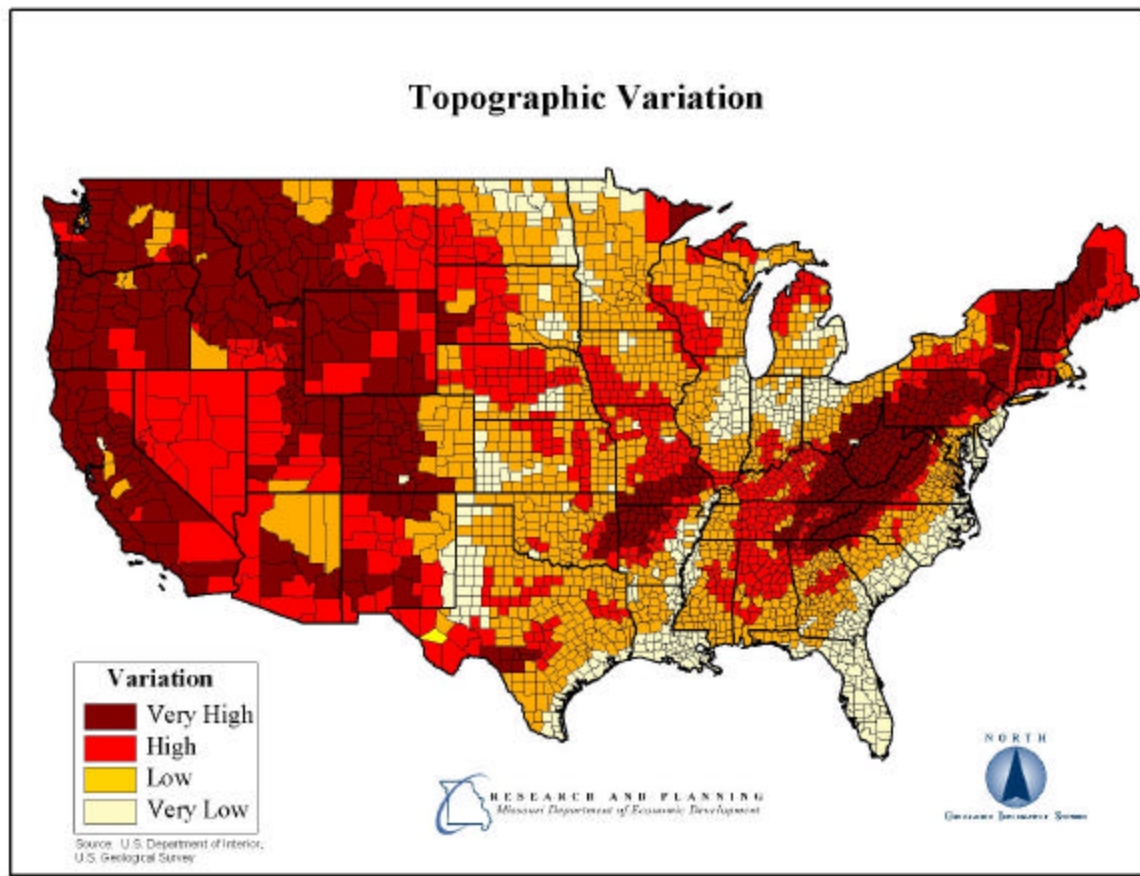 Topographic Variation
Variation
Very High
High
Low
Very Low
Source: U.S. Department of Interior,
U.S. Geological Survey
RESEARCH AND PLANNING
Missouri Department of Economic Development
NORTH